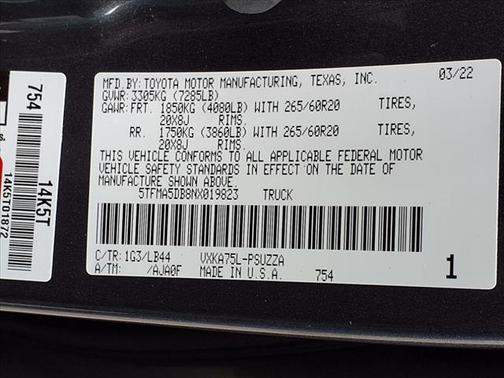 MFD.BY: TOYOTA MOTOR MANUFACTURING, TEXAS, INC. 03/22
GVWR: 3305KG (7285LB)
GAWR: FRT. 1850KG (4080LB) WITH 265/60R20 TIRES,
20X8J RIMS.
RR. 1750KG (3860LB) WITH 265/60R20 TIRES,
20X8J RIMS.
THIS VEHICLE CONFORMS TO ALL APPLICABLE FEDERAL MOTOR
VEHICLE SAFETY STANDARDS IN EFFECT ON THE DATE OF
MANUFACTURE SHOWN ABOVE.
5TFMA5DB8NX019823 TRUCK
C/TR: 1G3/LB44 VXKA75L-PSUZZA
A/TM: /AJA0F MADE IN U.S.A. 754 1
754
14K5T
14K5T01872